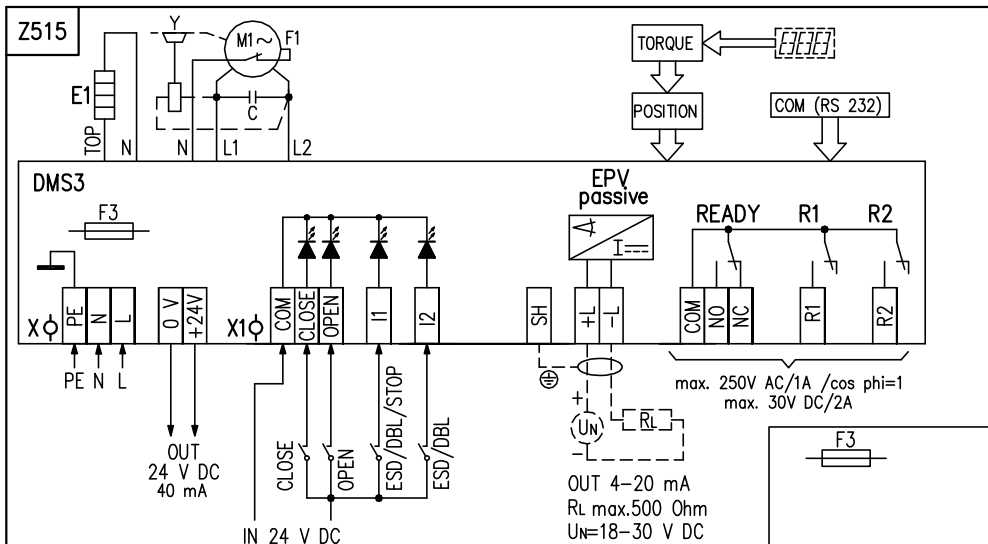 Z515
Y
M1 ~
F1
E1
C
TOP
N
N
L1
L2
TORQUE
POSITION
COM (RS 232)
DMS3
F3
EPV
passive
READY
R1
R2
PE
N
L
0 V
+24V
COM
CLOSE
OPEN
I1
I2
SH
+L
-L
COM
NO
NC
R1
R2
X
X1
I
PE
N
L
OUT
24 V DC
40 mA
CLOSE
OPEN
ESD/DBL/STOP
ESD/DBL
IN 24 V DC
+
UN
-
RL
OUT 4-20 mA
RL max.500 Ohm
UN=18-30 V DC
max. 250V AC/1A /cos phi=1
max. 30V DC/2A
F3